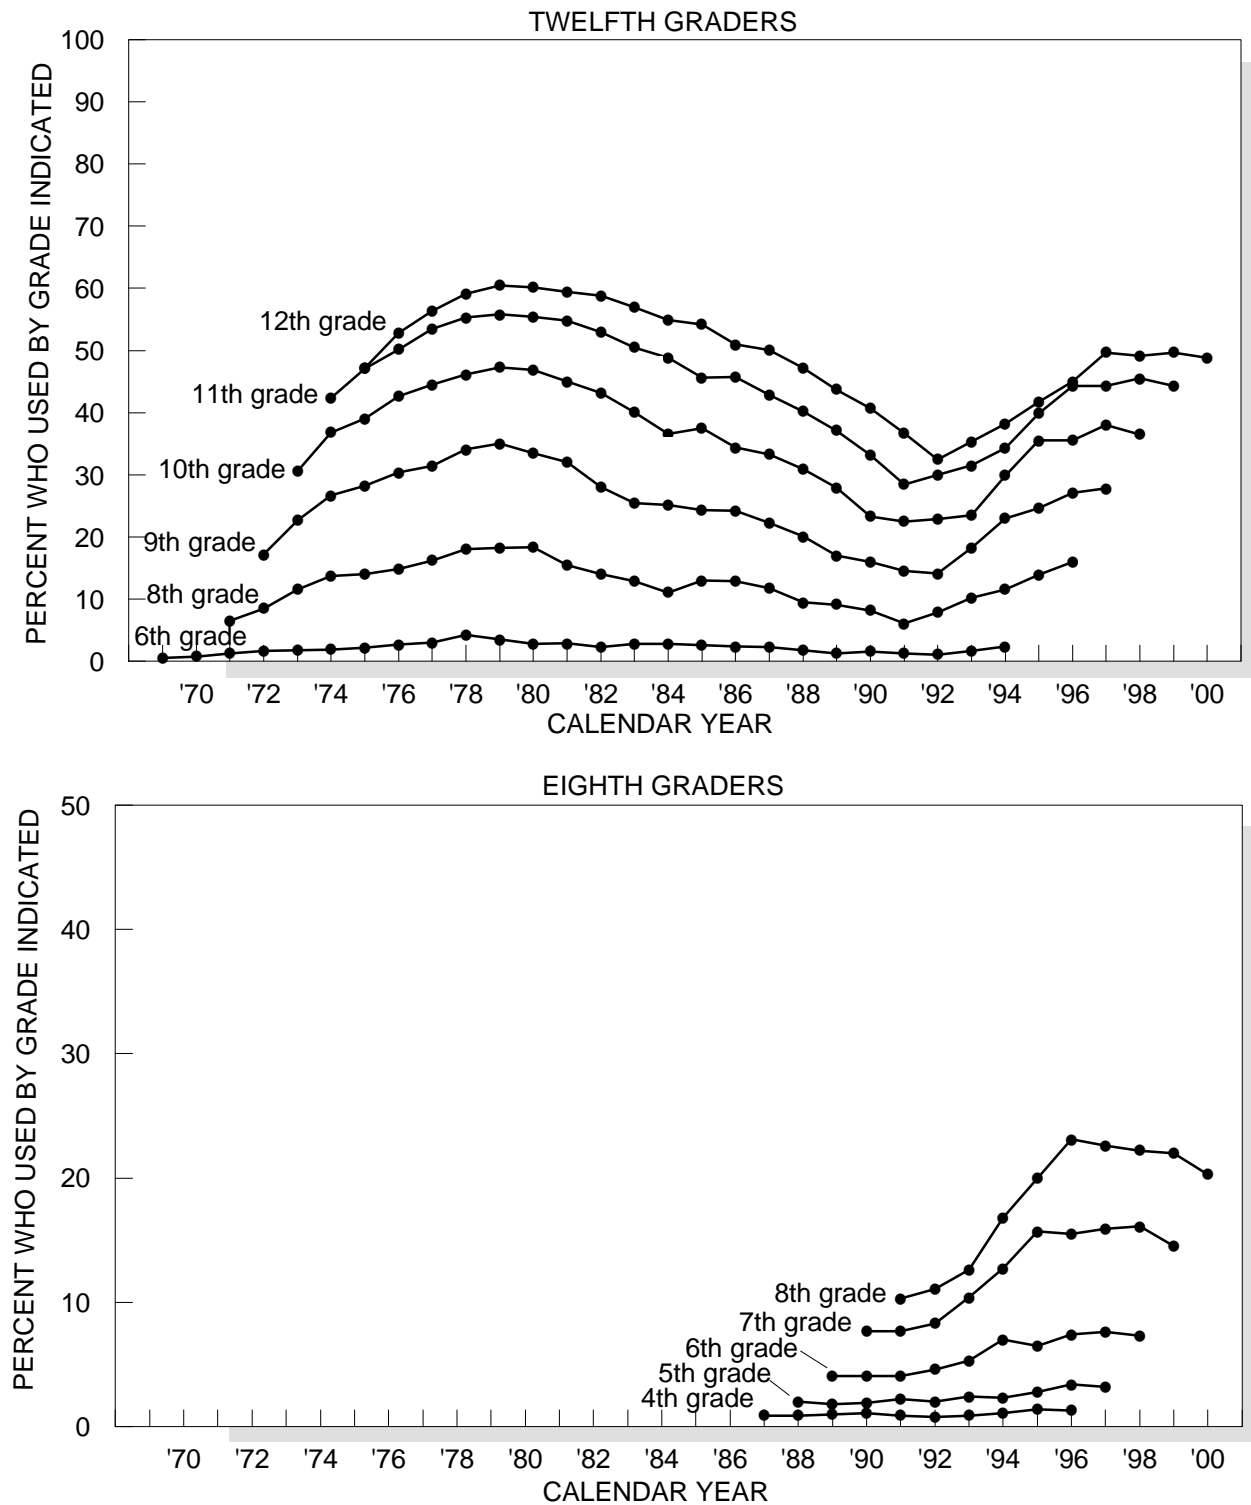 TWELFTH GRADERS
PERCENT WHO USED BY GRADE INDICATED
100
90
80
70
60
50
40
30
20
10
0
12th grade
11th grade
10th grade
9th grade
8th grade
6th grade
'70 '72 '74 '76 '78 '80 '82 '84 '86 '88 '90 '92 '94 '96 '98 '00
CALENDAR YEAR
EIGHTH GRADERS
PERCENT WHO USED BY GRADE INDICATED
50
40
30
20
10
0
8th grade
7th grade
6th grade
5th grade
4th grade
'70 '72 '74 '76 '78 '80 '82 '84 '86 '88 '90 '92 '94 '96 '98 '00
CALENDAR YEAR